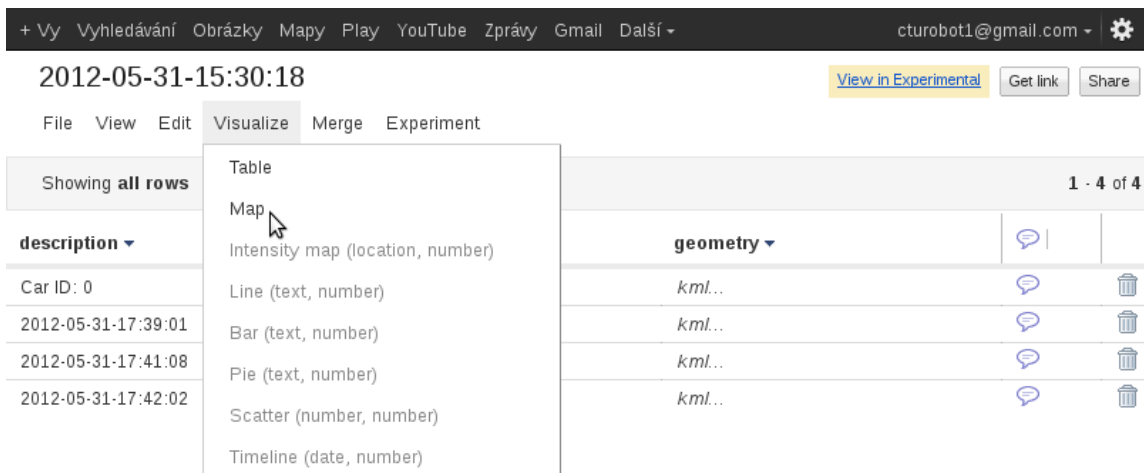 + Vy Vyhledávání Obrázky Mapy Play YouTube Zprávy Gmail Další cturobot1@gmail.com
2012-05-31-15:30:18 View in Experimental Get link Share
File View Edit Visualize Merge Experiment
Table
Showing all rows 1 - 4 of 4
Map
description geometry
Intensity map (location, number)
Car ID: 0 kml...
Line (text, number)
2012-05-31-17:39:01 kml...
Bar (text, number)
2012-05-31-17:41:08 kml...
Pie (text, number)
2012-05-31-17:42:02 kml...
Scatter (number, number)
Timeline (date, number)